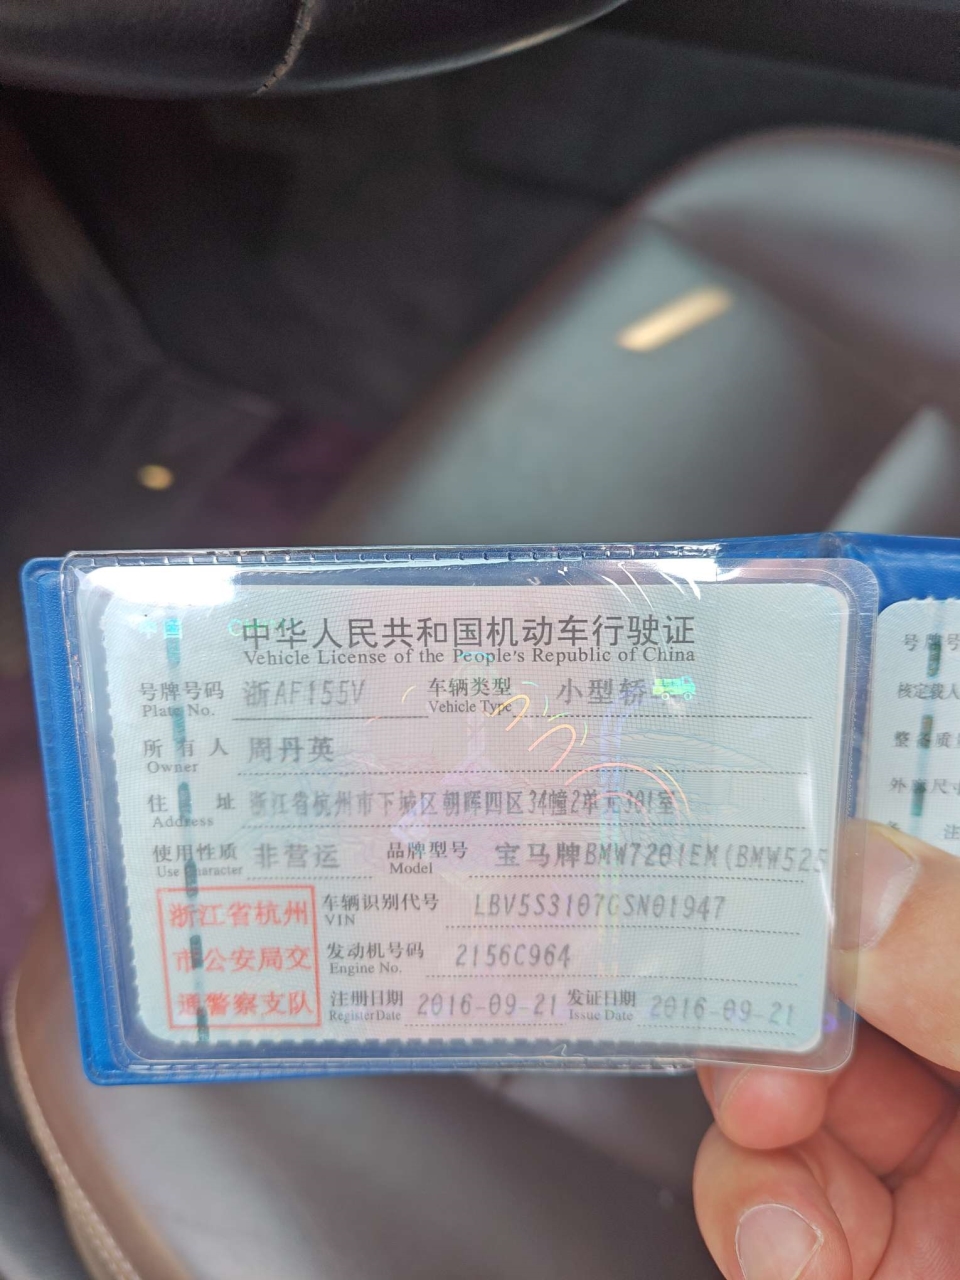 中国 CHINA
中华人民共和国机动车行驶证
Vehicle License of the People's Republic of China
号牌号码 浙AF155V 车辆类型 小型轿车
Plate No. Vehicle Type
所有人 周丹英
Owner
住址 浙江省杭州市下城区朝晖四区34幢2单元301室
Address
使用性质 非营运 品牌型号 宝马牌BMW7201EM(BMW525
Use Character Model
浙江省杭州 车辆识别代号 LBV5S3107GSN01947
VIN
市公安局交 发动机号码 2156C964
Engine No.
通警察支队 注册日期 2016-09-21 发证日期 2016-09-21
Register Date Issue Date
号牌号
核定载人
整备质量
外廓尺寸
注